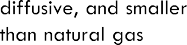 diffusive, and smaller
than natural gas